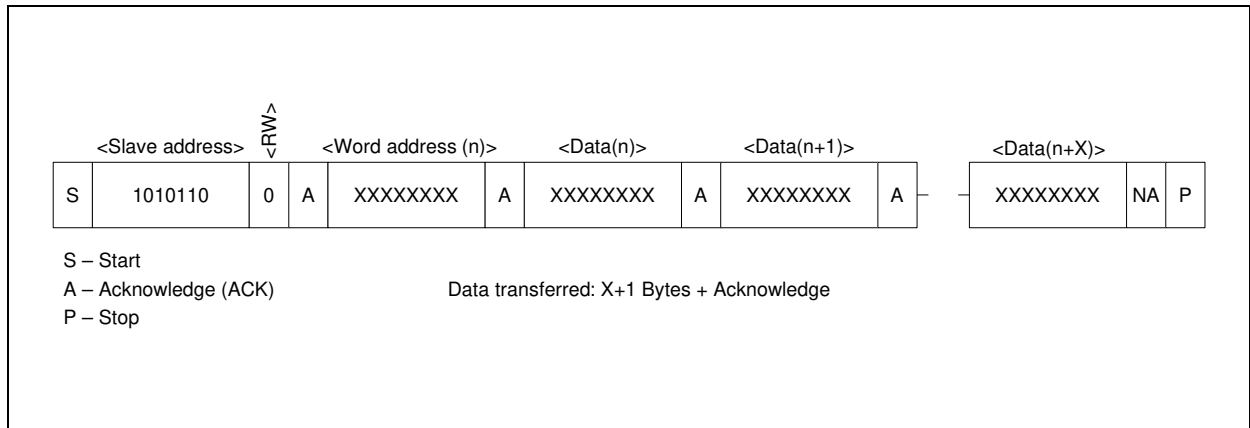 <RW>
<Slave address> <Word address (n)> <Data(n)> <Data(n+1)> <Data(n+X)>
S 1010110 0 A XXXXXXXX A XXXXXXXX A XXXXXXXX A XXXXXXXX NA P
S – Start
A – Acknowledge (ACK) Data transferred: X+1 Bytes + Acknowledge
P – Stop